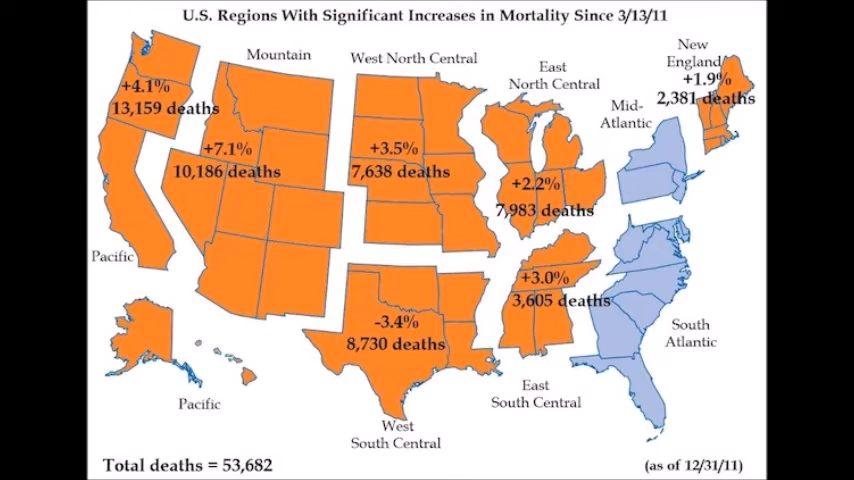 U.S. Regions With Significant Increases in Mortality Since 3/13/11
Mountain
West North Central
East
North Central
New
England
+1.9%
2,381 deaths
Mid-
Atlantic
+4.1%
13,159 deaths
+7.1%
10,186 deaths
+3.5%
7,638 deaths
+2.2%
7,983 deaths
Pacific
+3.0%
3,605 deaths
-3.4%
8,730 deaths
South
Atlantic
Pacific
East
South Central
West
South Central
Total deaths = 53,682
(as of 12/31/11)